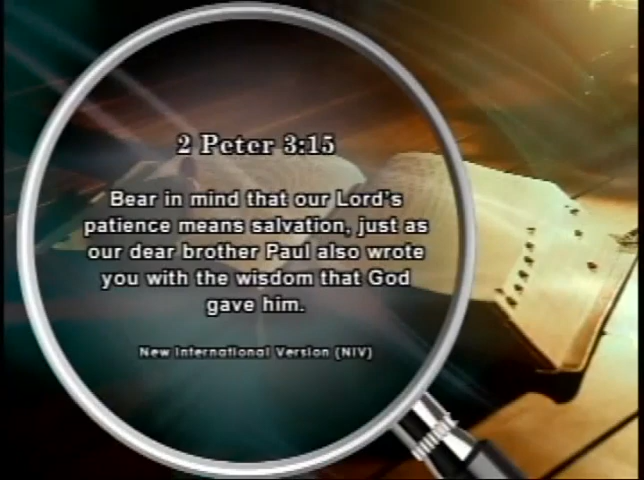 2 Peter 3:15
Bear in mind that our Lord's
patience means salvation, just as
our dear brother Paul also wrote
you with the wisdom that God
gave him.
New International Version (NIV)